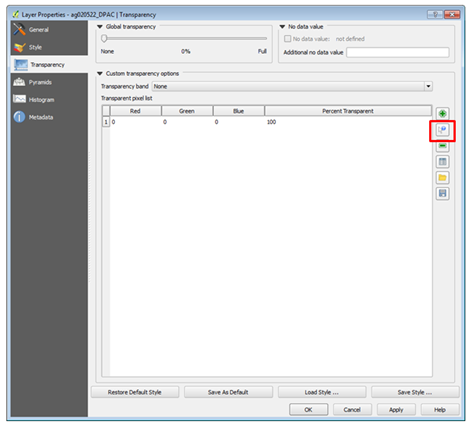 Layer Properties - ag020522_DPAC | Transparency
General
Style
Transparency
Pyramids
Histogram
Metadata
Global transparency
None 0% Full
No data value
No data value: not defined
Additional no data value
Custom transparency options
Transparency band None
Transparent pixel list
Red Green Blue Percent Transparent
1 0 0 0 100
Restore Default Style Save As Default Load Style ... Save Style ...
OK Cancel Apply Help